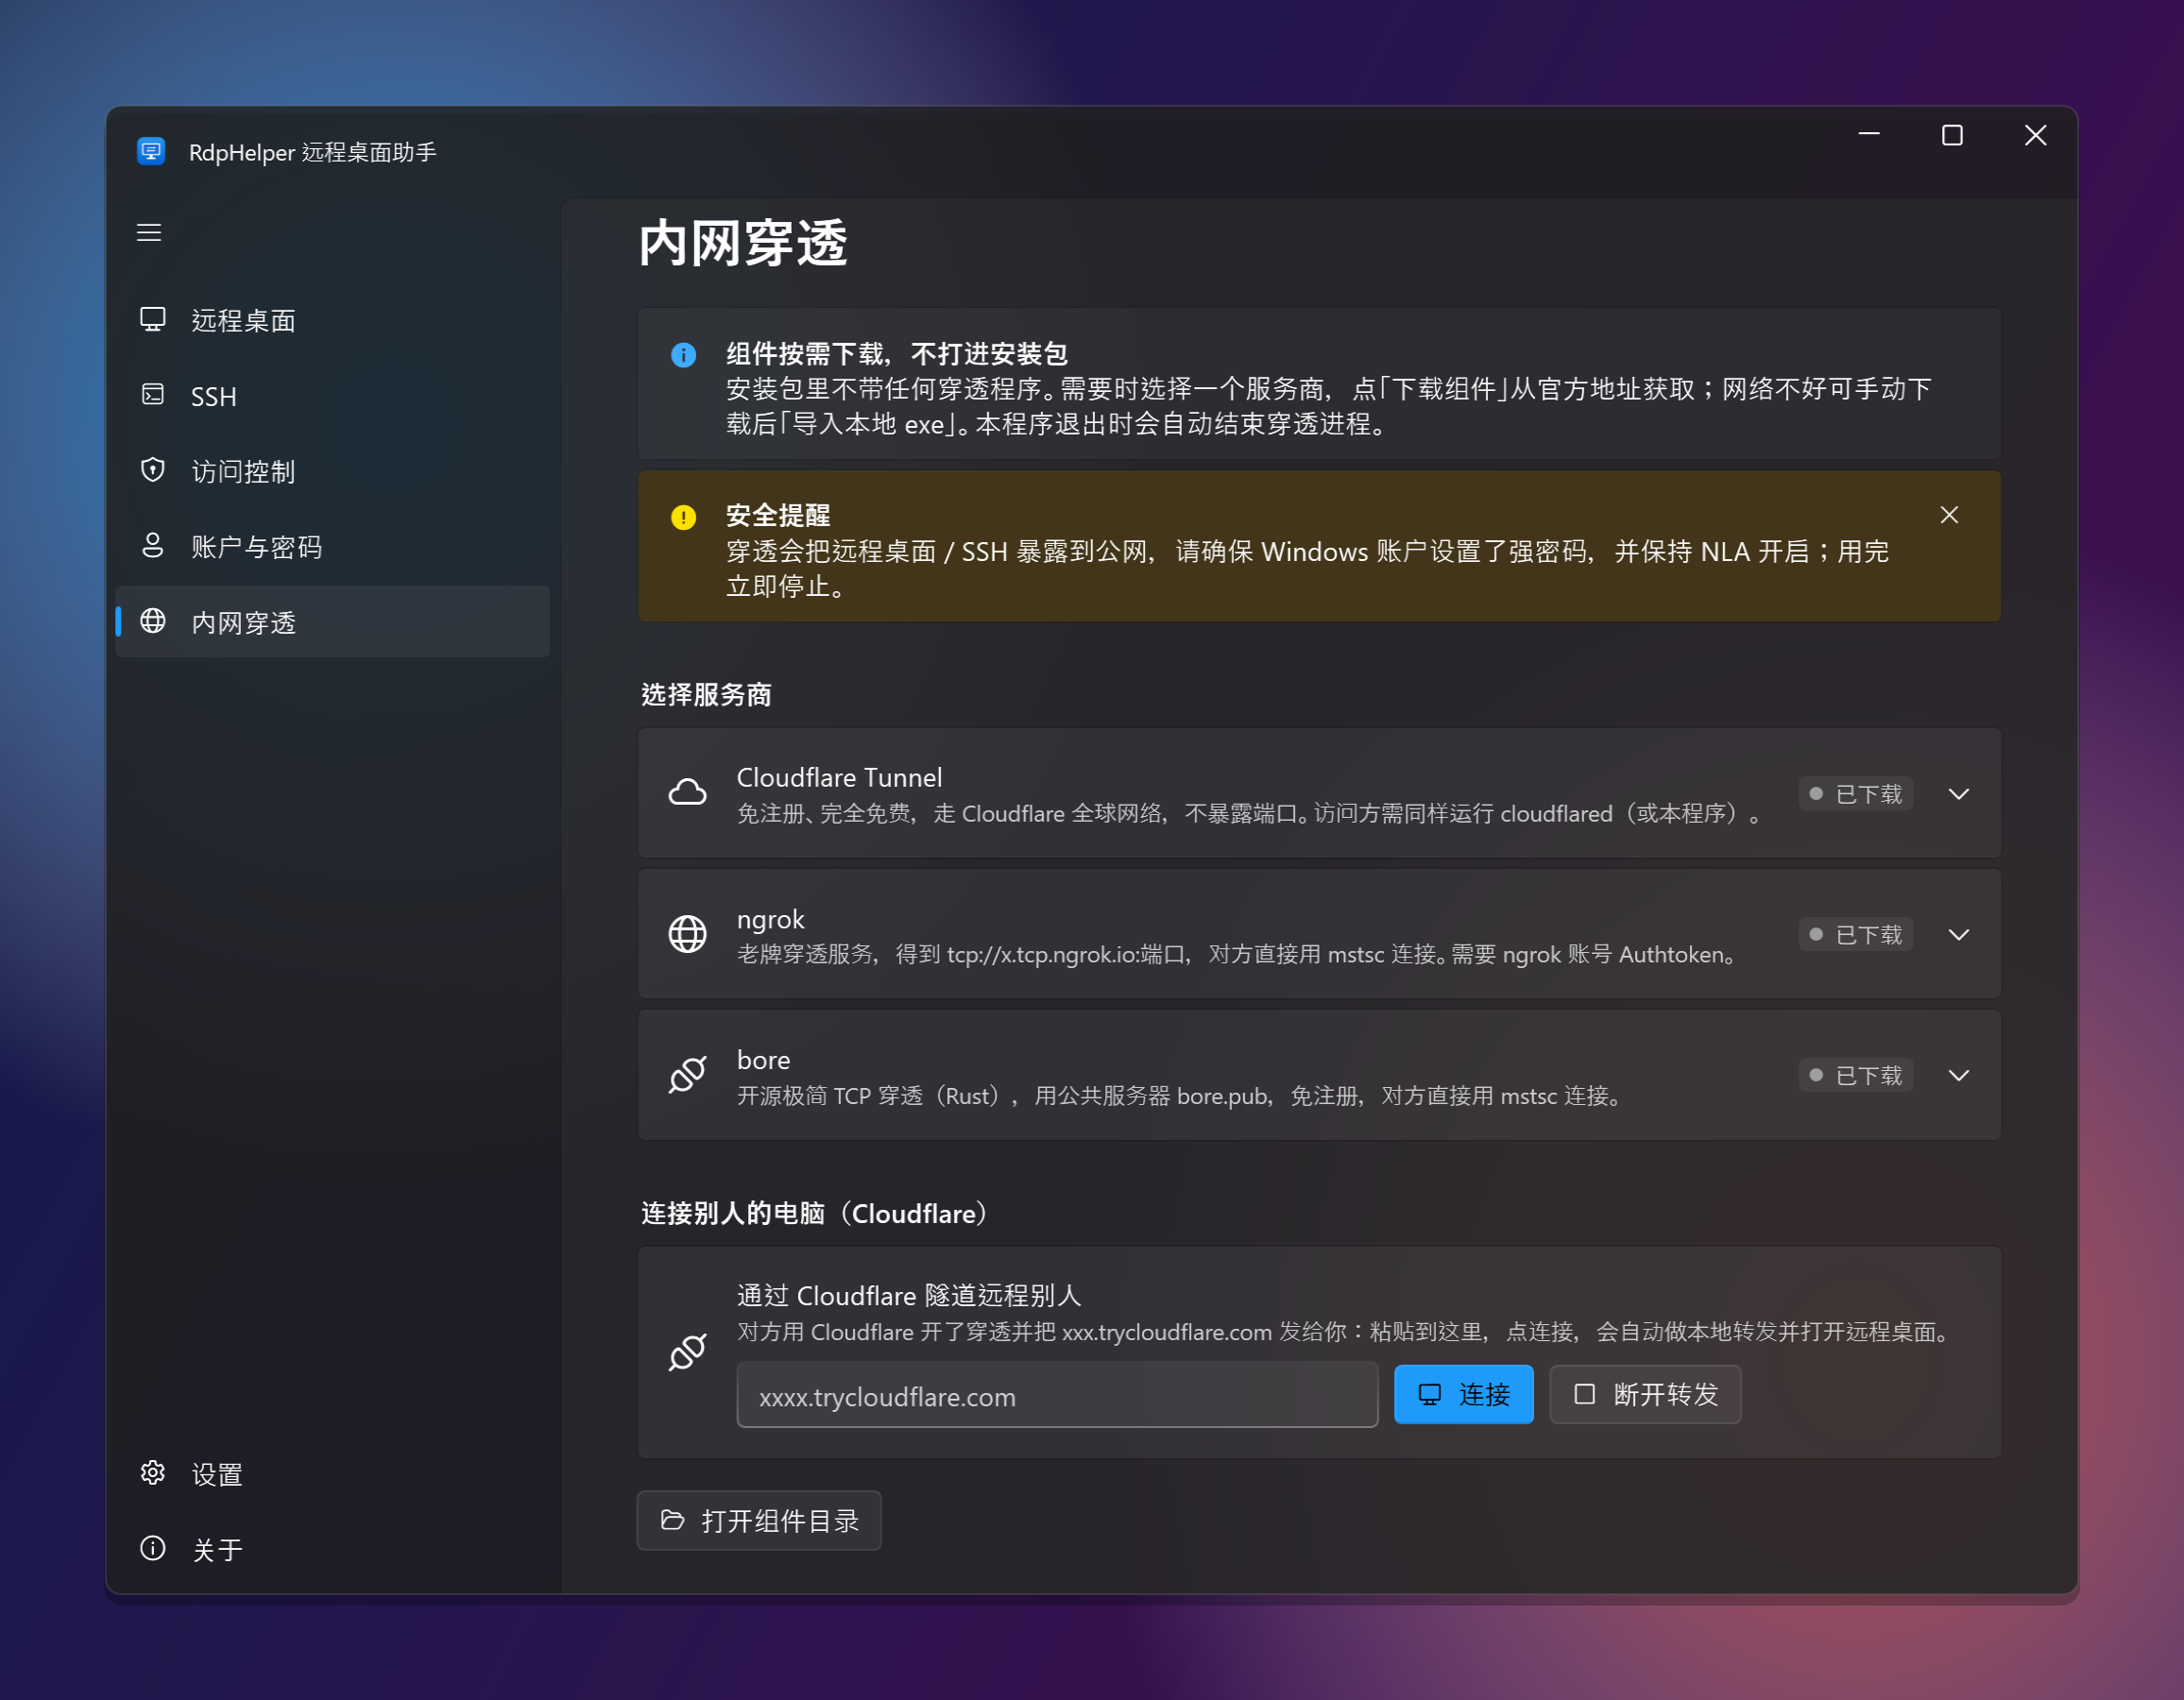 RdpHelper 远程桌面助手
远程桌面
SSH
访问控制
账户与密码
内网穿透
设置
关于
内网穿透
组件按需下载，不打进安装包
安装包里不带任何穿透程序。需要时选择一个服务商，点「下载组件」从官方地址获取；网络不好可手动下
载后「导入本地 exe」。本程序退出时会自动结束穿透进程。
安全提醒
穿透会把远程桌面 / SSH 暴露到公网，请确保 Windows 账户设置了强密码，并保持 NLA 开启；用完
立即停止。
选择服务商
Cloudflare Tunnel
免注册、完全免费，走 Cloudflare 全球网络，不暴露端口。访问方需同样运行 cloudflared（或本程序）。
已下载
ngrok
老牌穿透服务，得到 tcp://x.tcp.ngrok.io:端口，对方直接用 mstsc 连接。需要 ngrok 账号 Authtoken。
已下载
bore
开源极简 TCP 穿透（Rust），用公共服务器 bore.pub，免注册，对方直接用 mstsc 连接。
已下载
连接别人的电脑（Cloudflare）
通过 Cloudflare 隧道远程别人
对方用 Cloudflare 开了穿透并把 xxx.trycloudflare.com 发给你：粘贴到这里，点连接，会自动做本地转发并打开远程桌面。
xxxx.trycloudflare.com
连接
断开转发
打开组件目录